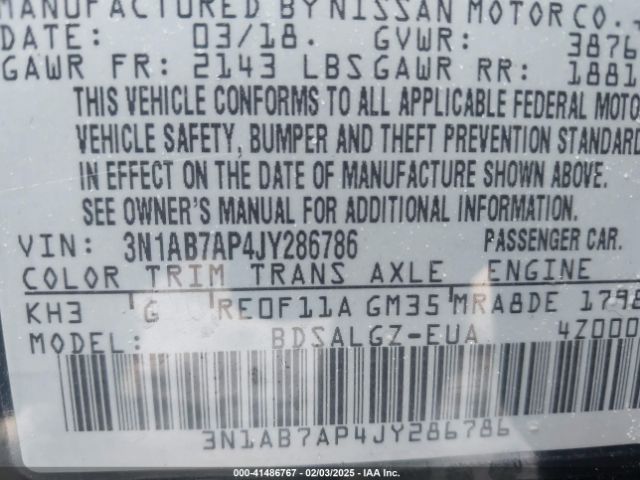 MANUFACTURED BY NISSAN MOTOR CO.
DATE: 03/18. GVWR: 3876
GAWR FR: 2143 LBS GAWR RR: 1881
THIS VEHICLE CONFORMS TO ALL APPLICABLE FEDERAL MOTO
VEHICLE SAFETY, BUMPER AND THEFT PREVENTION STANDARD
IN EFFECT ON THE DATE OF MANUFACTURE SHOWN ABOVE.
SEE OWNER'S MANUAL FOR ADDITIONAL INFORMATION.
VIN: 3N1AB7AP4JY286786 PASSENGER CAR.
COLOR TRIM TRANS AXLE ENGINE
KH3 G RE0F11A GM35 MRA8DE 1798
MODEL: BDSALGZ-EUA 4Z000
3N1AB7AP4JY286786
000-41486767 - 02/03/2025 - IAAI.COM